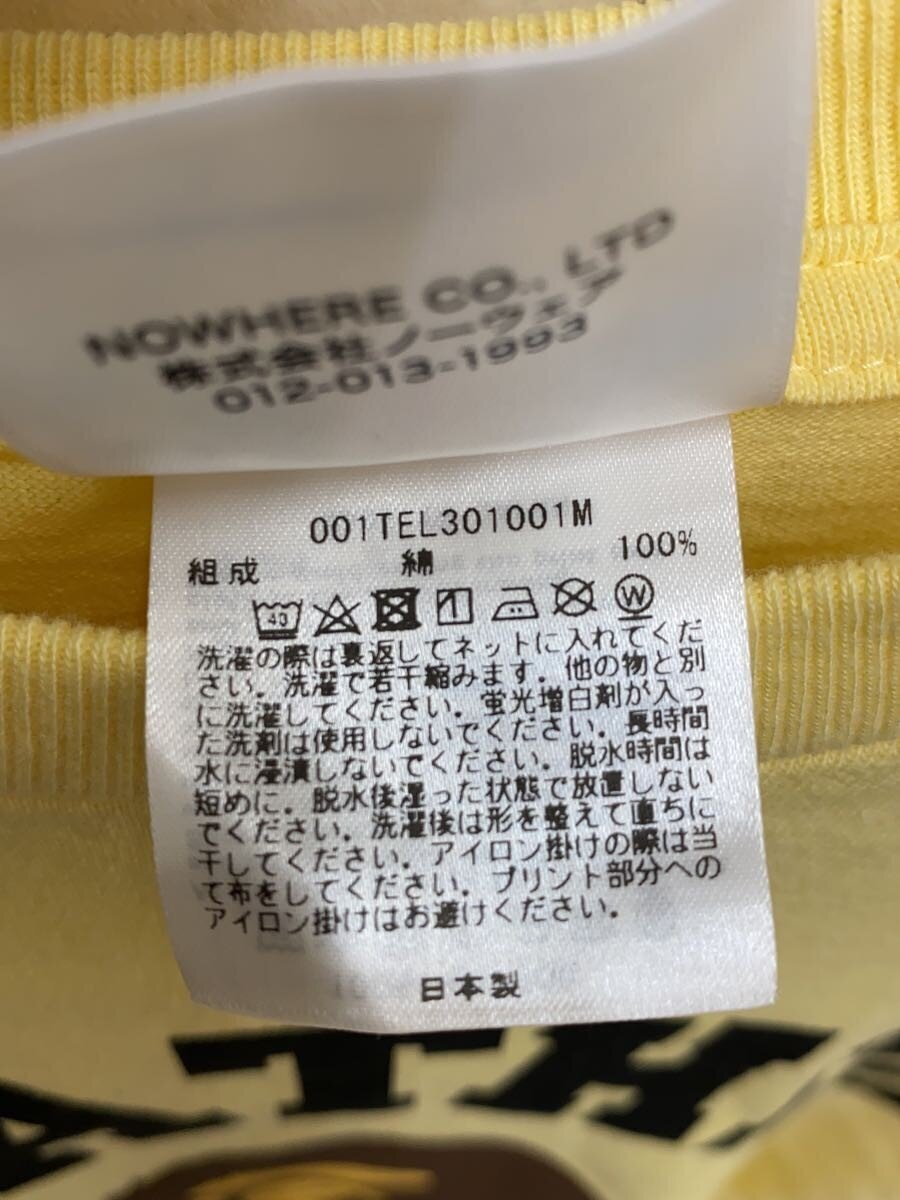 NOWHERE CO., LTD
株式会社ノーウェア
012-013-1993
001TEL301001M
組成 綿 100%
40 W
洗濯の際は裏返してネットに入れてくだ
さい．洗濯で若干縮みます．他の物と別
に洗濯してください．蛍光増白剤が入っ
た洗剤は使用しないでください．長時間
水に浸漬しないでください．脱水時間は
短めに．脱水後湿った状態で放置しない
でください．洗濯後は形を整えて直ちに
干してください．アイロン掛けの際は当
て布をしてください．プリント部分への
アイロン掛けはお避けください．
日本製
ATH